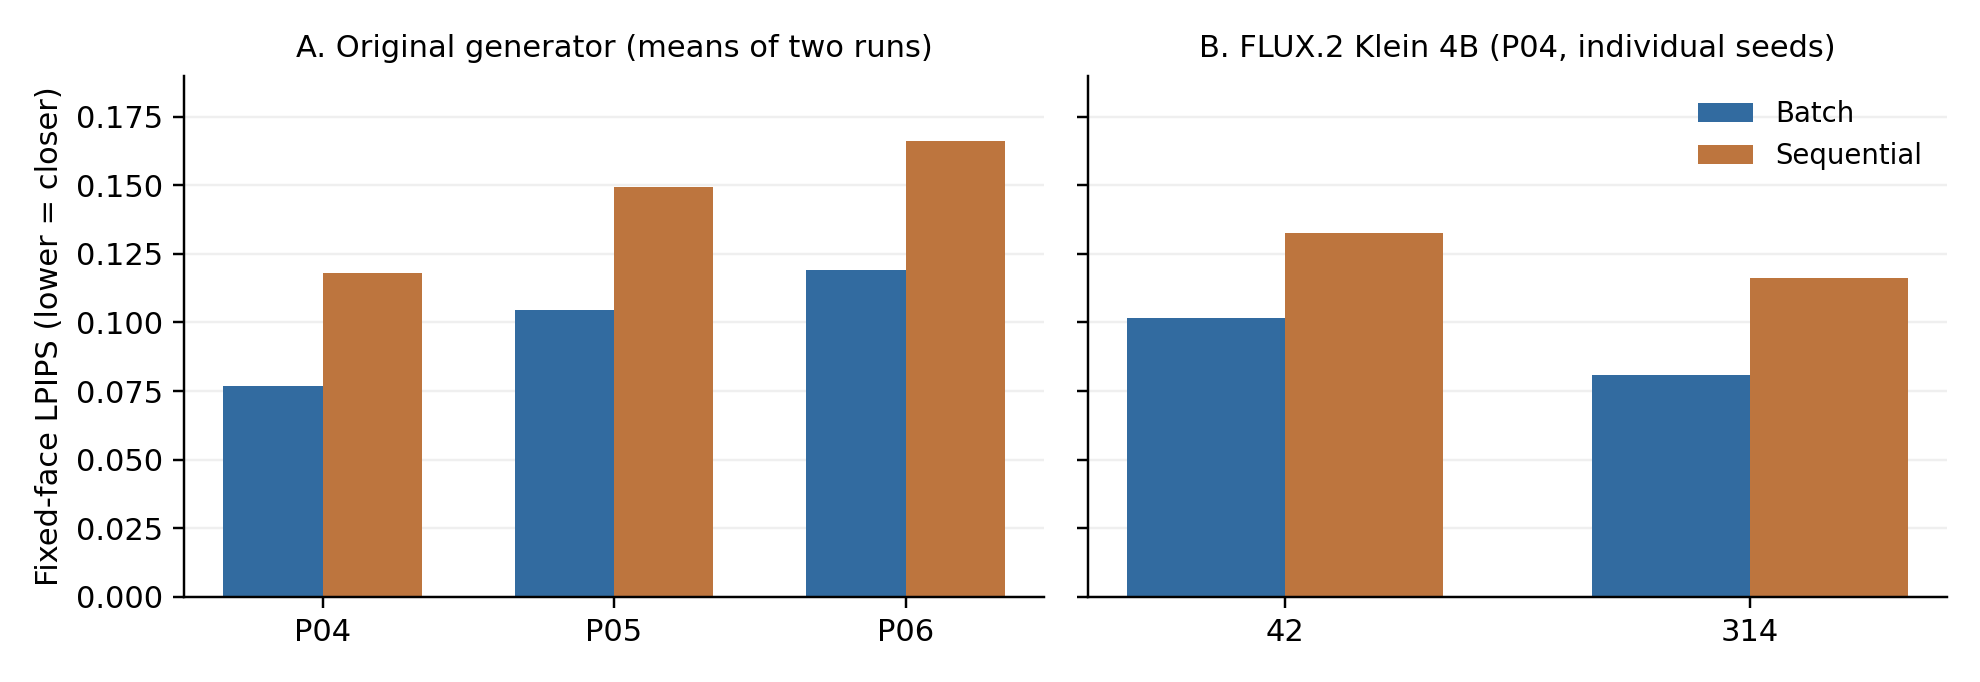 A. Original generator (means of two runs)
B. FLUX.2 Klein 4B (P04, individual seeds)
Fixed-face LPIPS (lower = closer)
0.175
0.150
0.125
0.100
0.075
0.050
0.025
0.000
P04
P05
P06
Batch
Sequential
42
314